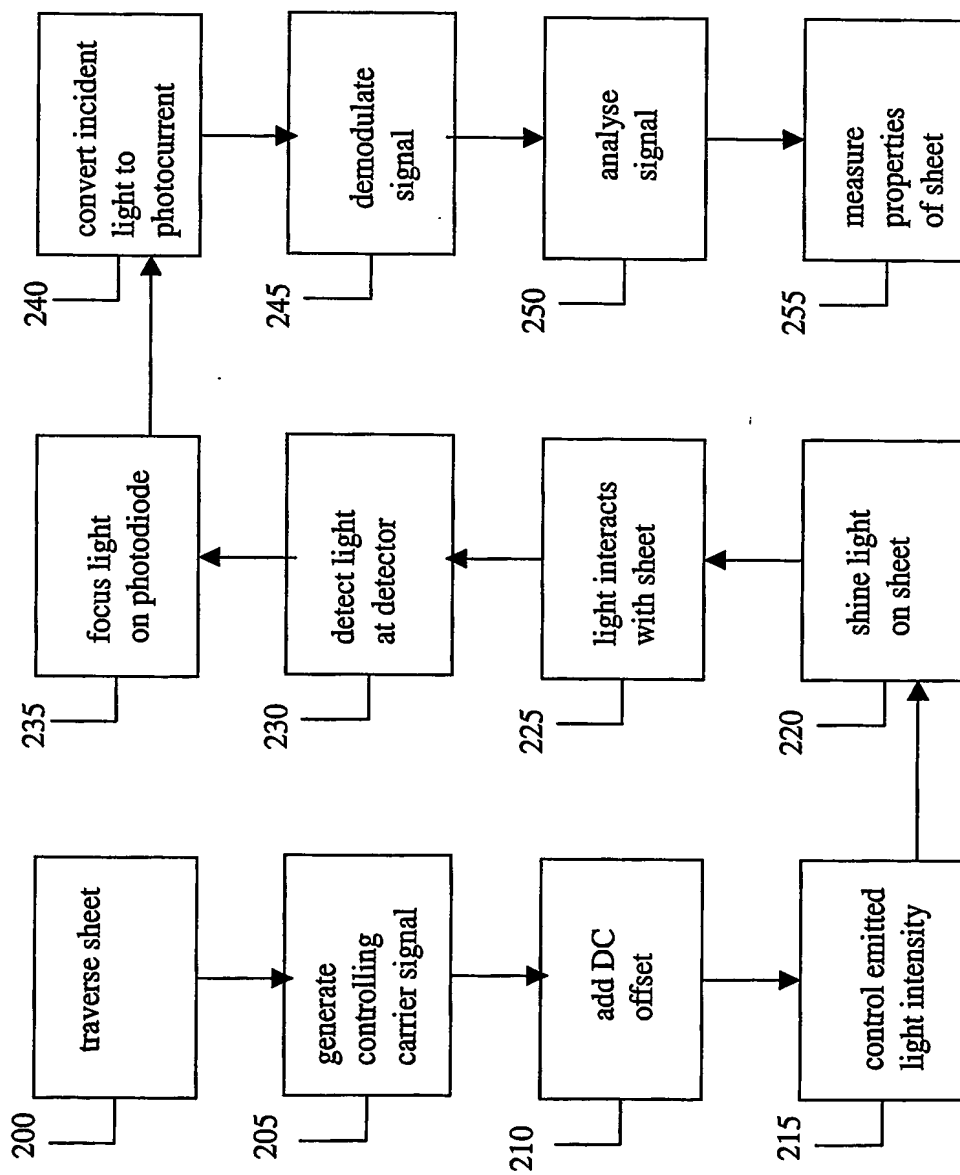 200
traverse sheet
205
generate
controlling
carrier signal
210
add DC
offset
215
control emitted
light intensity
220
shine light
on sheet
225
light interacts
with sheet
230
detect light
at detector
235
focus light
on photodiode
240
convert incident
light to
photocurrent
245
demodulate
signal
250
analyse
signal
255
measure
properties
of sheet